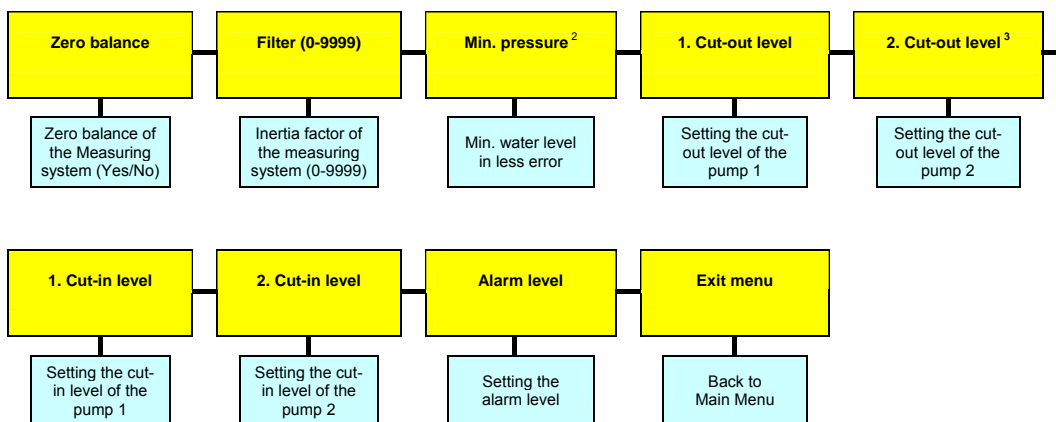 Zero balance
Filter (0-9999)
Min. pressure ²
1. Cut-out level
2. Cut-out level ³
Zero balance of
the Measuring
system (Yes/No)
Inertia factor of
the measuring
system (0-9999)
Min. water level
in less error
Setting the cut-
out level of the
pump 1
Setting the cut-
out level of the
pump 2
1. Cut-in level
2. Cut-in level
Alarm level
Exit menu
Setting the cut-
in level of the
pump 1
Setting the cut-
in level of the
pump 2
Setting the
alarm level
Back to
Main Menu